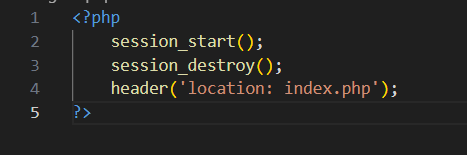 1 <?php
2 session_start();
3 session_destroy();
4 header('location: index.php');
5 ?>